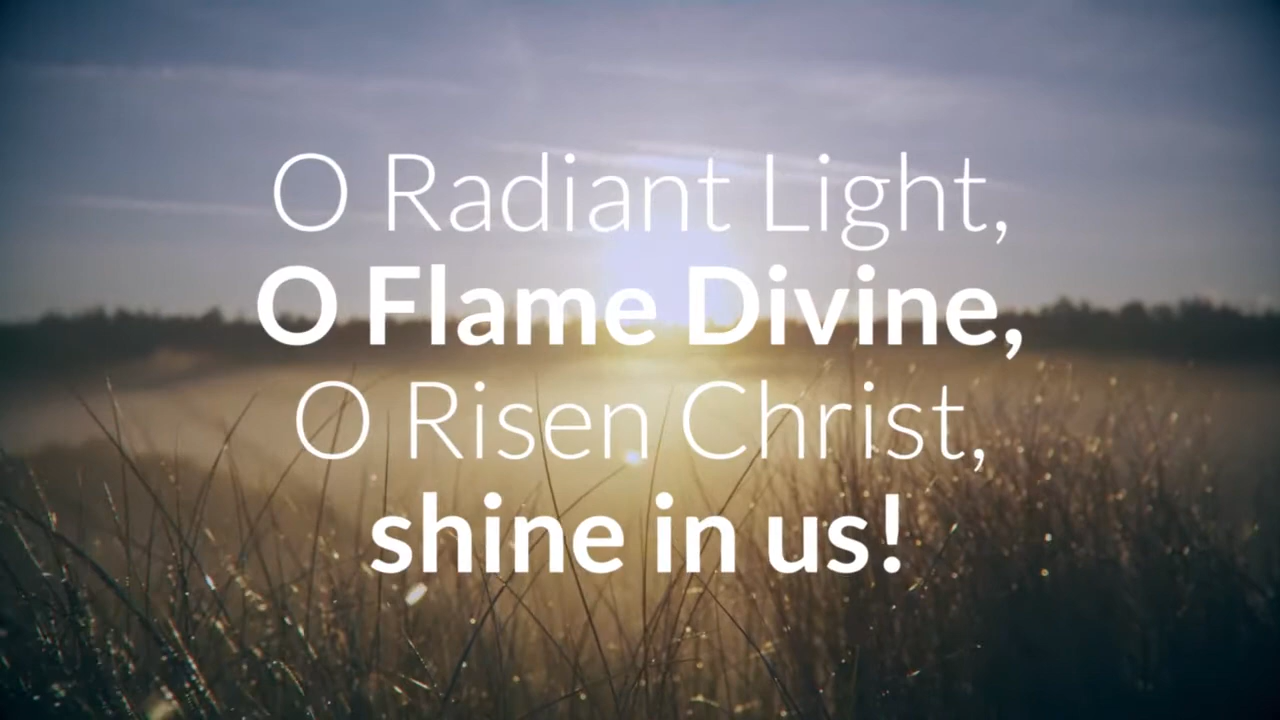 O Radiant Light,
O Flame Divine,
O Risen Christ,
shine in us!